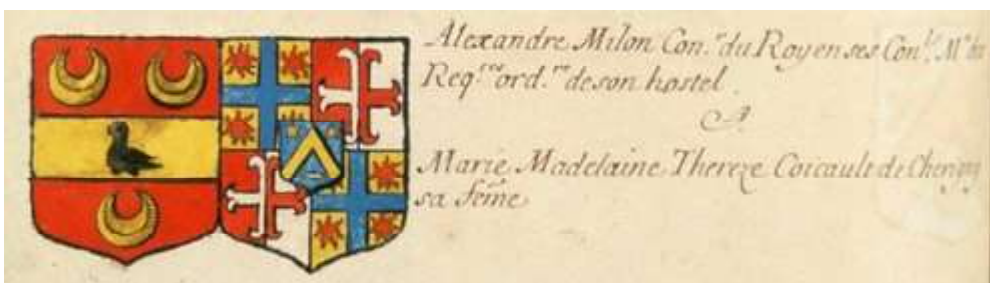 Alexandre Milon Con.er du Roy en ses Con.ls M.e des
Req.tes ord.re de son hostel
&
Marie Madelaine Thereze Coicault de Cherigny
sa feme